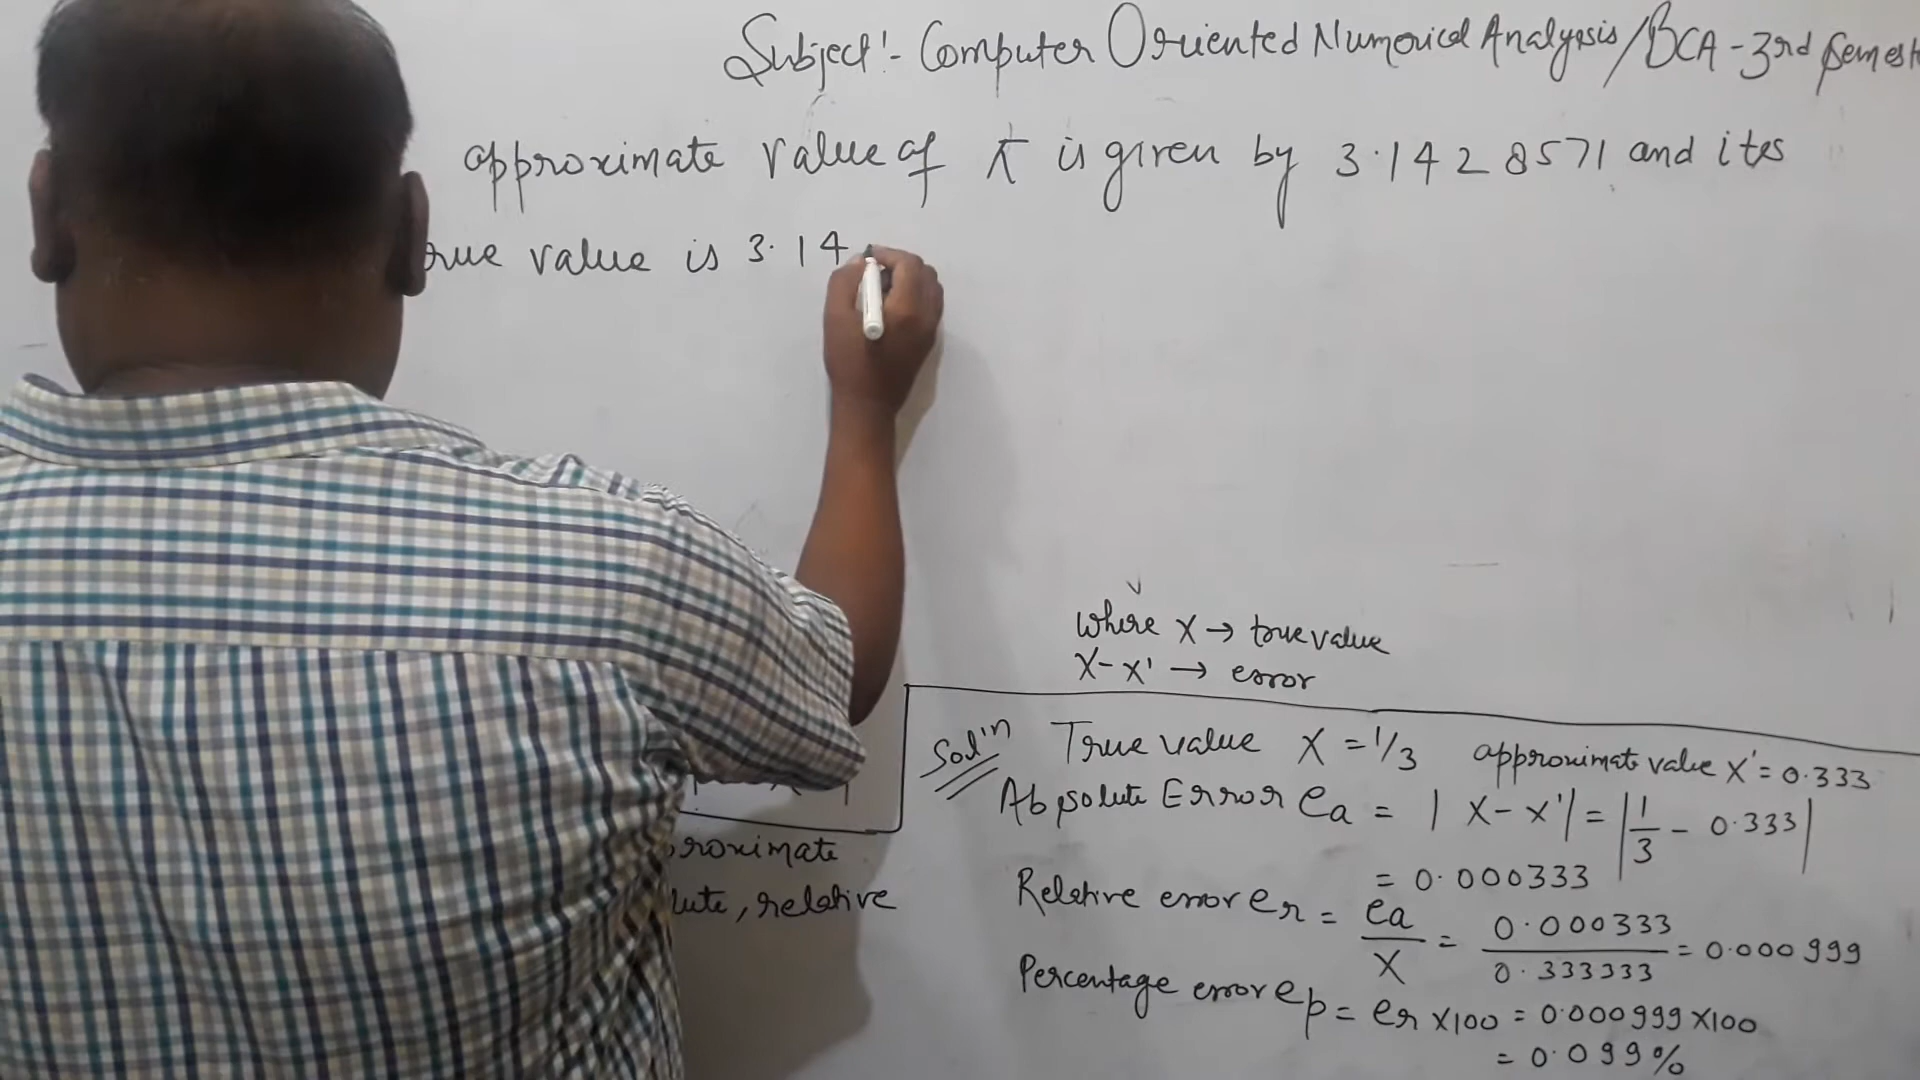 Subject:- Computer Oriented Numerical Analysis/BCA-3rd Semest
approximate value of π is given by 3.1428571 and its
rue value is 3.14
where X → true value
X-X' → error
Sol'n True value X = 1/3 approximate value X' = 0.333
Absolute Error ea = |X-X'| = |1/3 - 0.333|
= 0.000333
roximate
lute, relative
Relative error er = ea/X = 0.000333/0.333333 = 0.000999
Percentage error ep = er X100 = 0.000999 X100
= 0.099%